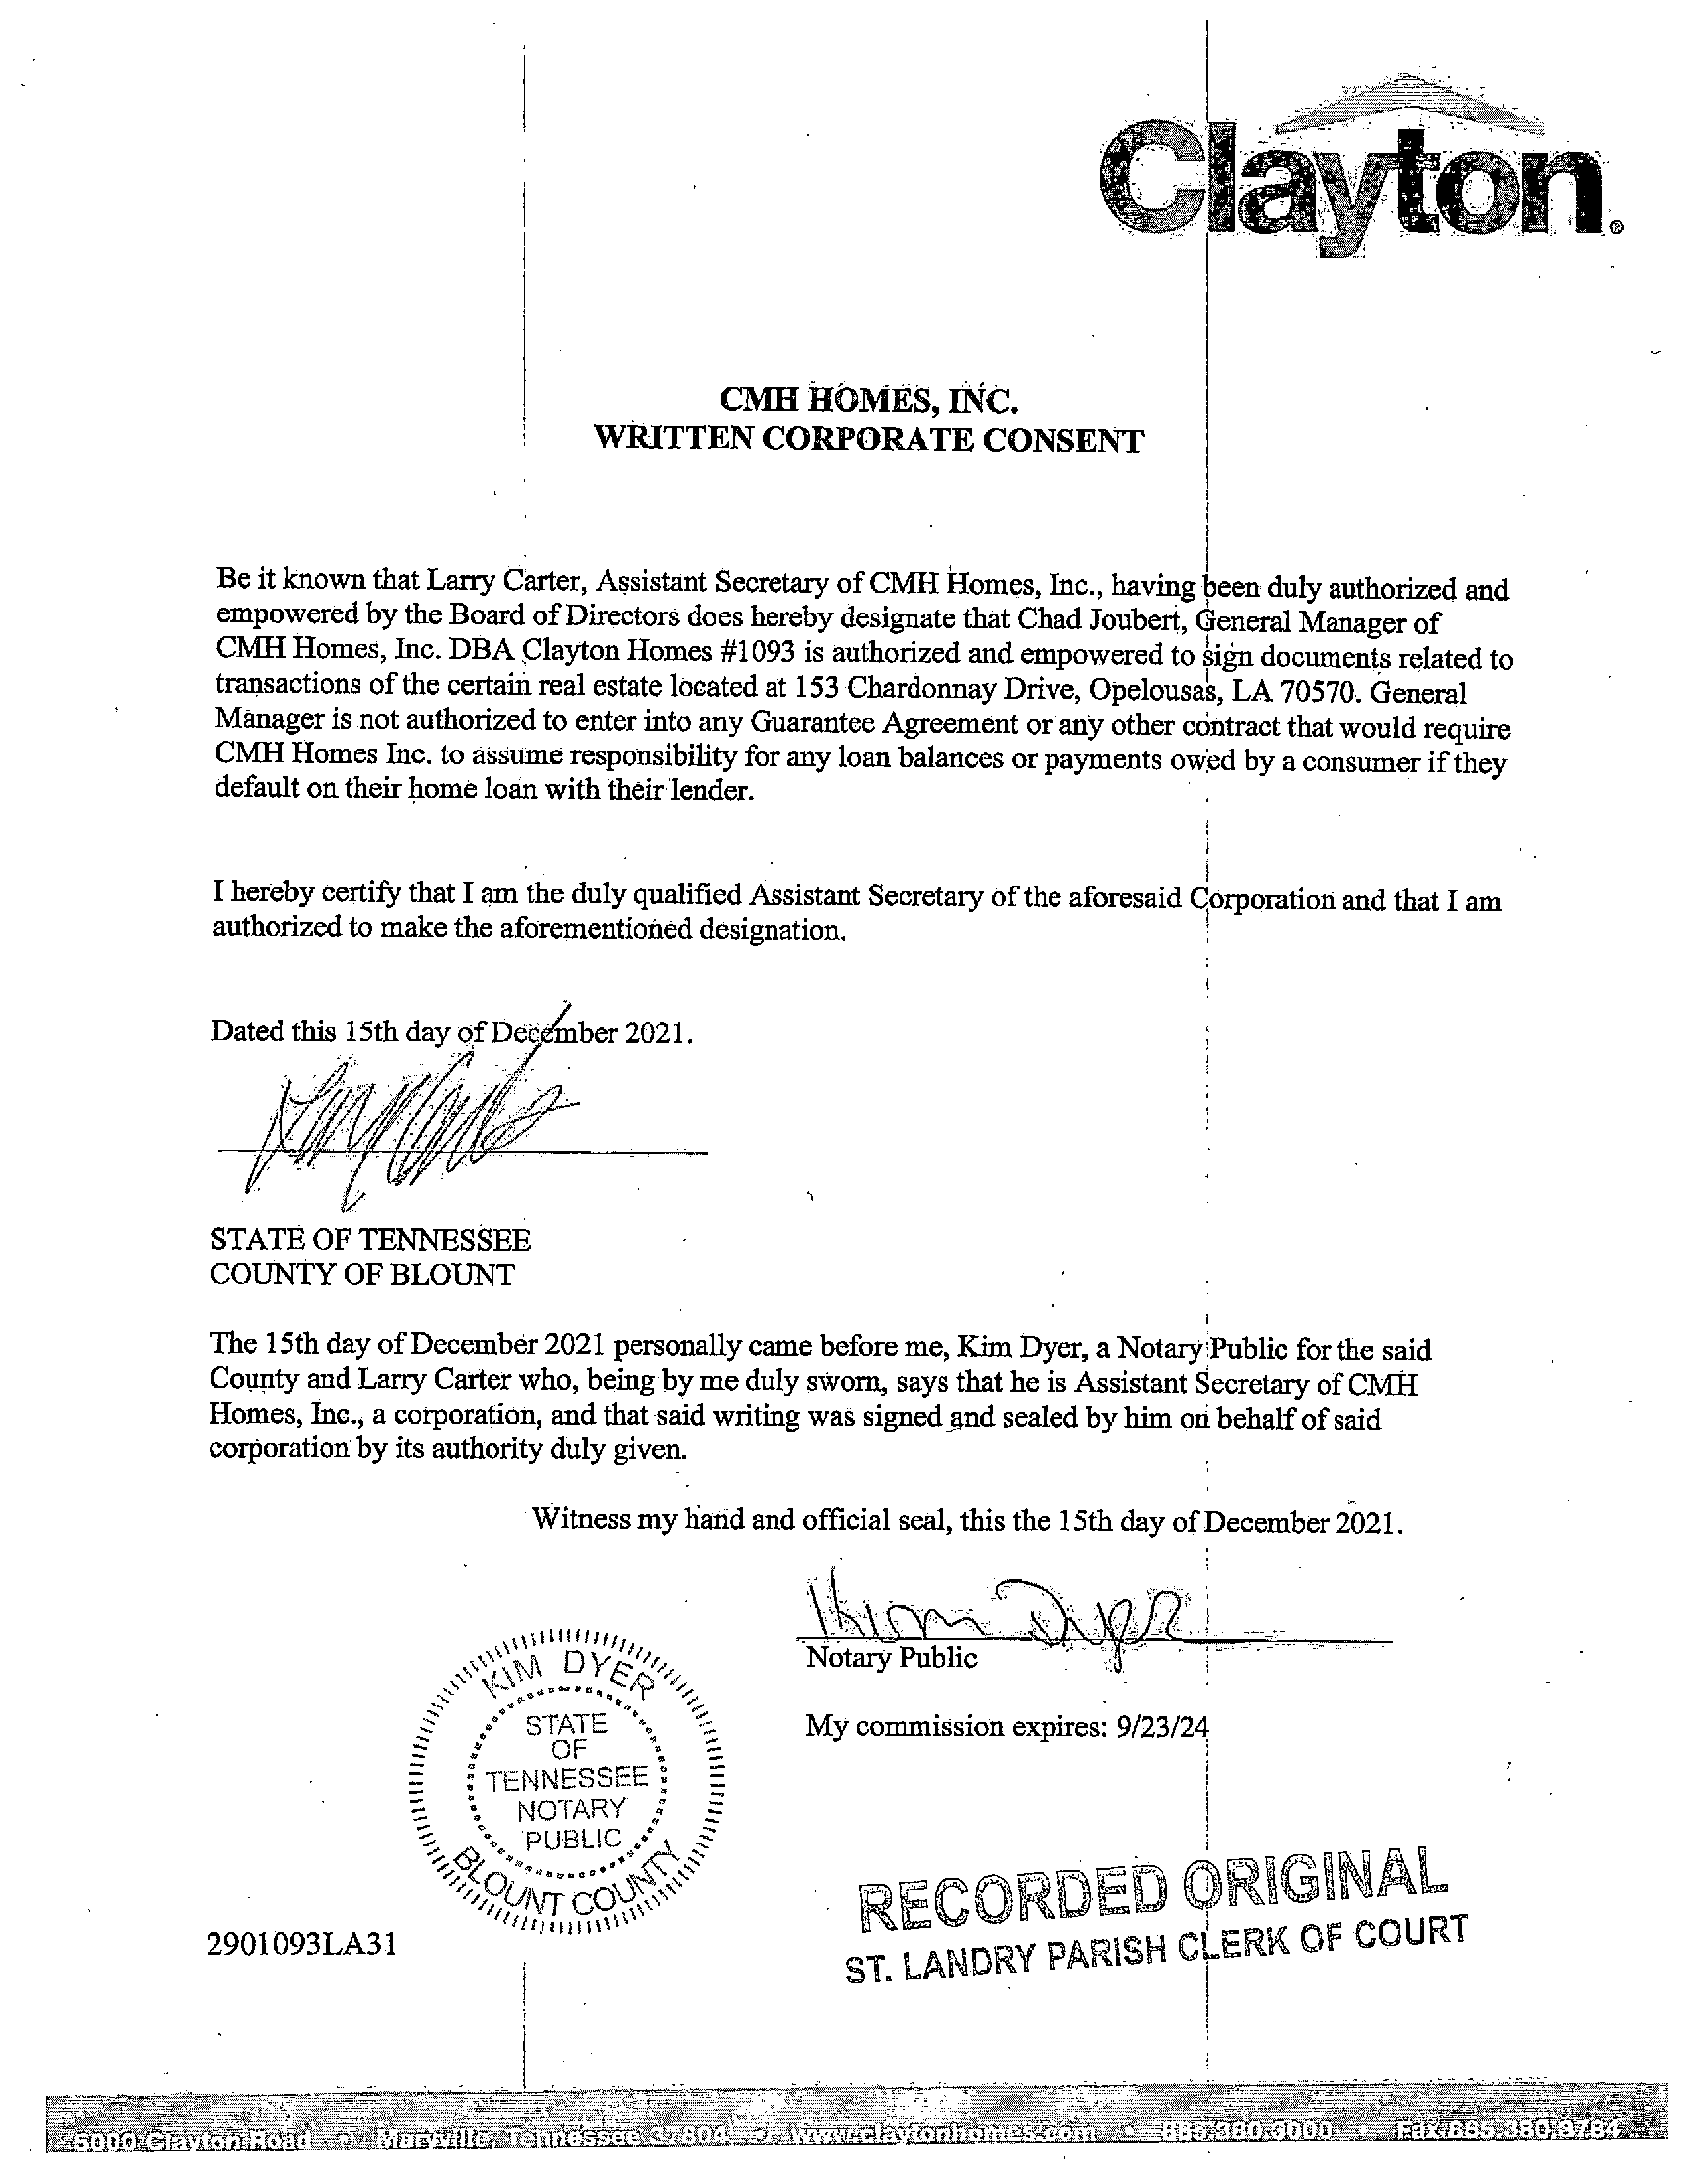 Clayton®
CMH HOMES, INC.
WRITTEN CORPORATE CONSENT
Be it known that Larry Carter, Assistant Secretary of CMH Homes, Inc., having been duly authorized and
empowered by the Board of Directors does hereby designate that Chad Joubert, General Manager of
CMH Homes, Inc. DBA Clayton Homes #1093 is authorized and empowered to sign documents related to
transactions of the certain real estate located at 153 Chardonnay Drive, Opelousas, LA 70570. General
Manager is not authorized to enter into any Guarantee Agreement or any other contract that would require
CMH Homes Inc. to assume responsibility for any loan balances or payments owed by a consumer if they
default on their home loan with their lender.
I hereby certify that I am the duly qualified Assistant Secretary of the aforesaid Corporation and that I am
authorized to make the aforementioned designation.
Dated this 15th day of December 2021.
Larry Carter
STATE OF TENNESSEE
COUNTY OF BLOUNT
The 15th day of December 2021 personally came before me, Kim Dyer, a Notary Public for the said
County and Larry Carter who, being by me duly sworn, says that he is Assistant Secretary of CMH
Homes, Inc., a corporation, and that said writing was signed and sealed by him on behalf of said
corporation by its authority duly given.
Witness my hand and official seal, this the 15th day of December 2021.
Kim Dyer
Notary Public
My commission expires: 9/23/24
KIM DYER
STATE
OF
TENNESSEE
NOTARY
PUBLIC
BLOUNT COUNTY
RECORDED ORIGINAL
ST. LANDRY PARISH CLERK OF COURT
2901093LA31
5000 Clayton Road • Maryville, Tennessee 37804 • www.claytonhomes.com • 865.380.3000 • Fax 865.380.3784